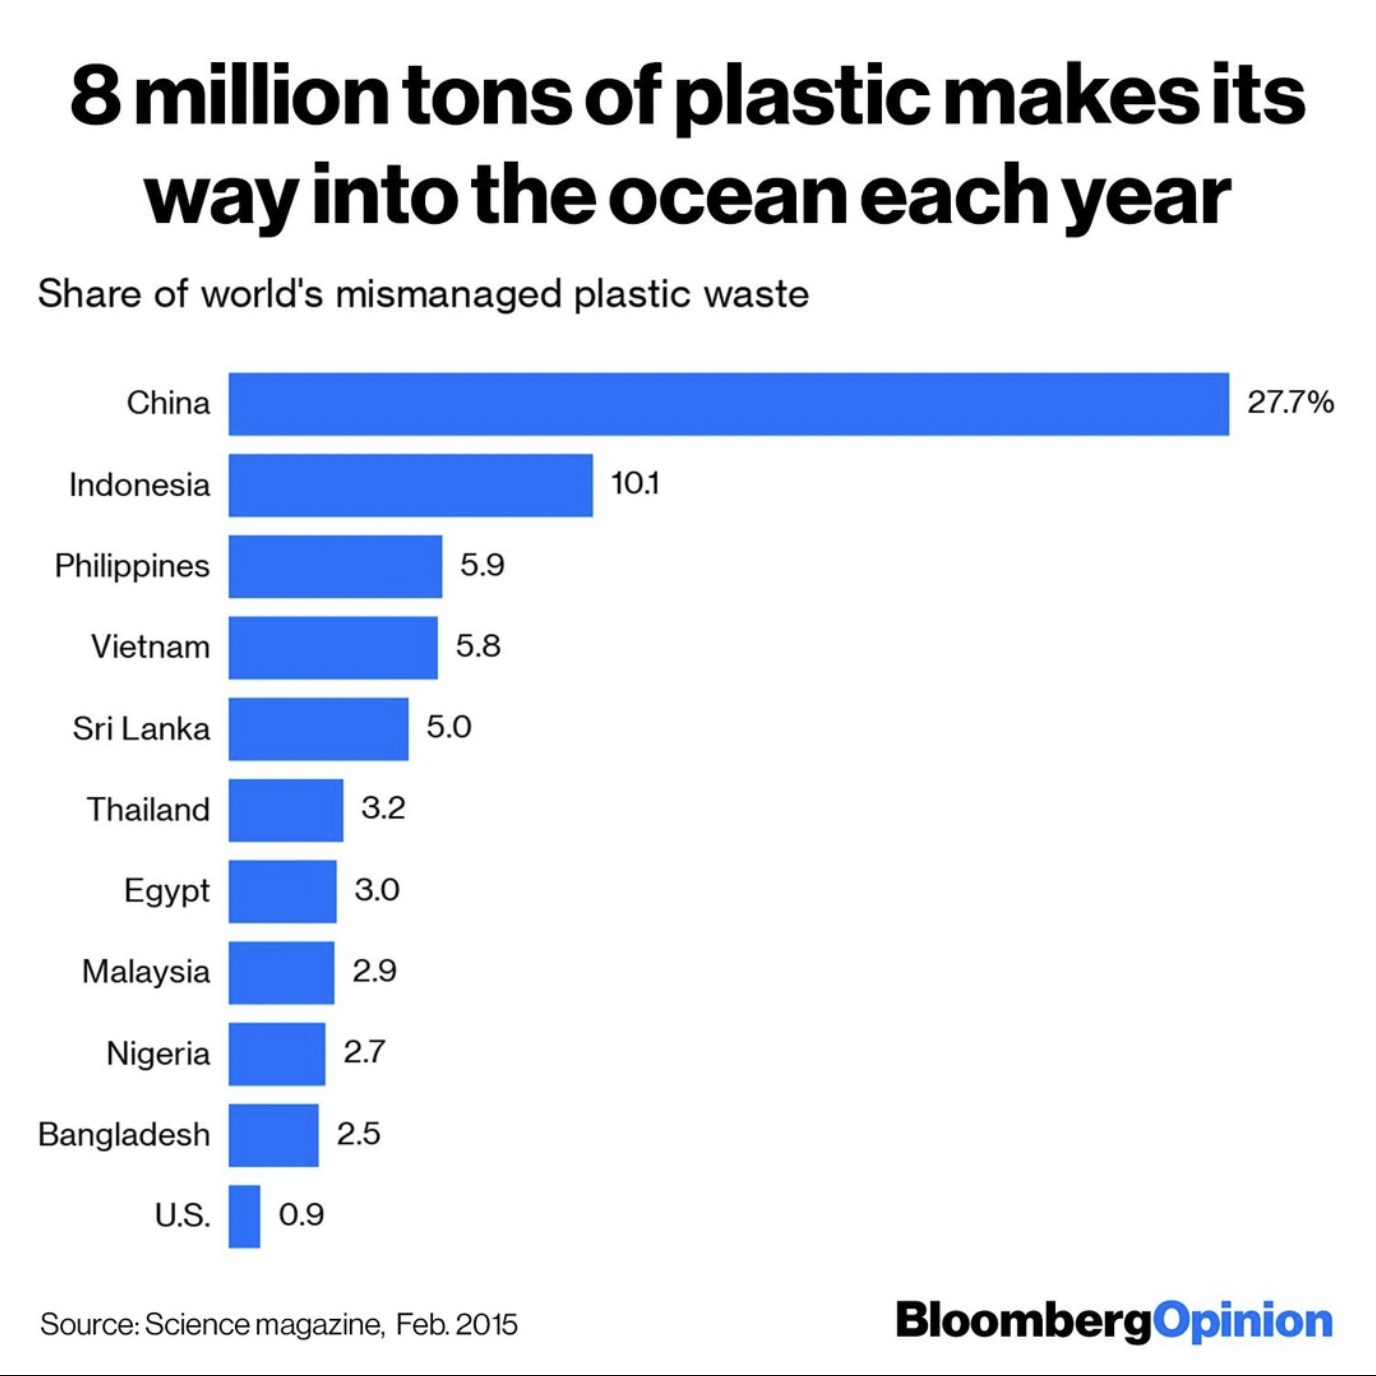 8 million tons of plastic makes its
way into the ocean each year
Share of world's mismanaged plastic waste
China 27.7%
Indonesia 10.1
Philippines 5.9
Vietnam 5.8
Sri Lanka 5.0
Thailand 3.2
Egypt 3.0
Malaysia 2.9
Nigeria 2.7
Bangladesh 2.5
U.S. 0.9
Source: Science magazine, Feb. 2015
BloombergOpinion